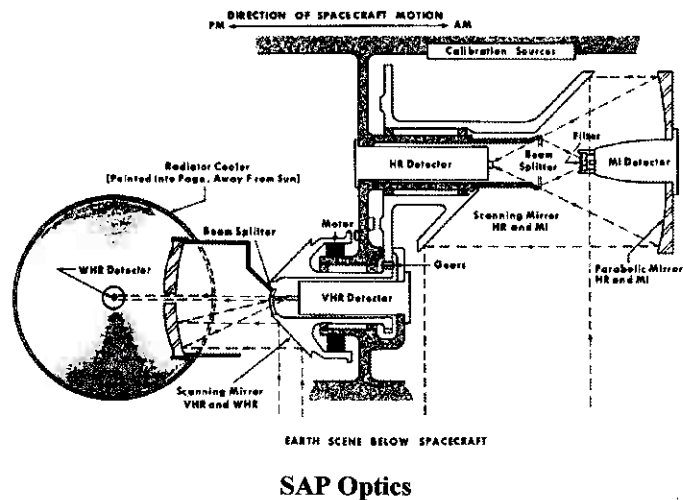 DIRECTION OF SPACECRAFT MOTION
PM AM
Calibration Sources
Filter
HR Detector
Beam
Splitter
MI Detector
Radiator Cooler
[Pointed Into Page, Away From Sun]
Scanning Mirror
HR and MI
Motor
Beam Splitter
Gears
Parabolic Mirror
HR and MI
WHR Detector
VHR Detector
Scanning Mirror
VHR and WHR
EARTH SCENE BELOW SPACECRAFT
SAP Optics